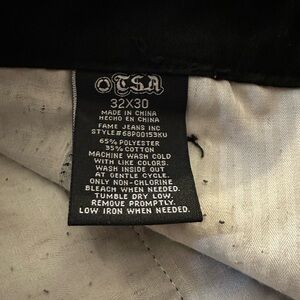 TSA
32X30
MADE IN CHINA
HECHO EN CHINA
FAME JEANS INC
STYLE#68P00153KU
65% POLYESTER
35% COTTON
MACHINE WASH COLD
WITH LIKE COLORS.
WASH INSIDE OUT
AT GENTLE CYCLE.
ONLY NON-CHLORINE
BLEACH WHEN NEEDED.
TUMBLE DRY LOW.
REMOVE PROMPTLY.
LOW IRON WHEN NEEDED.